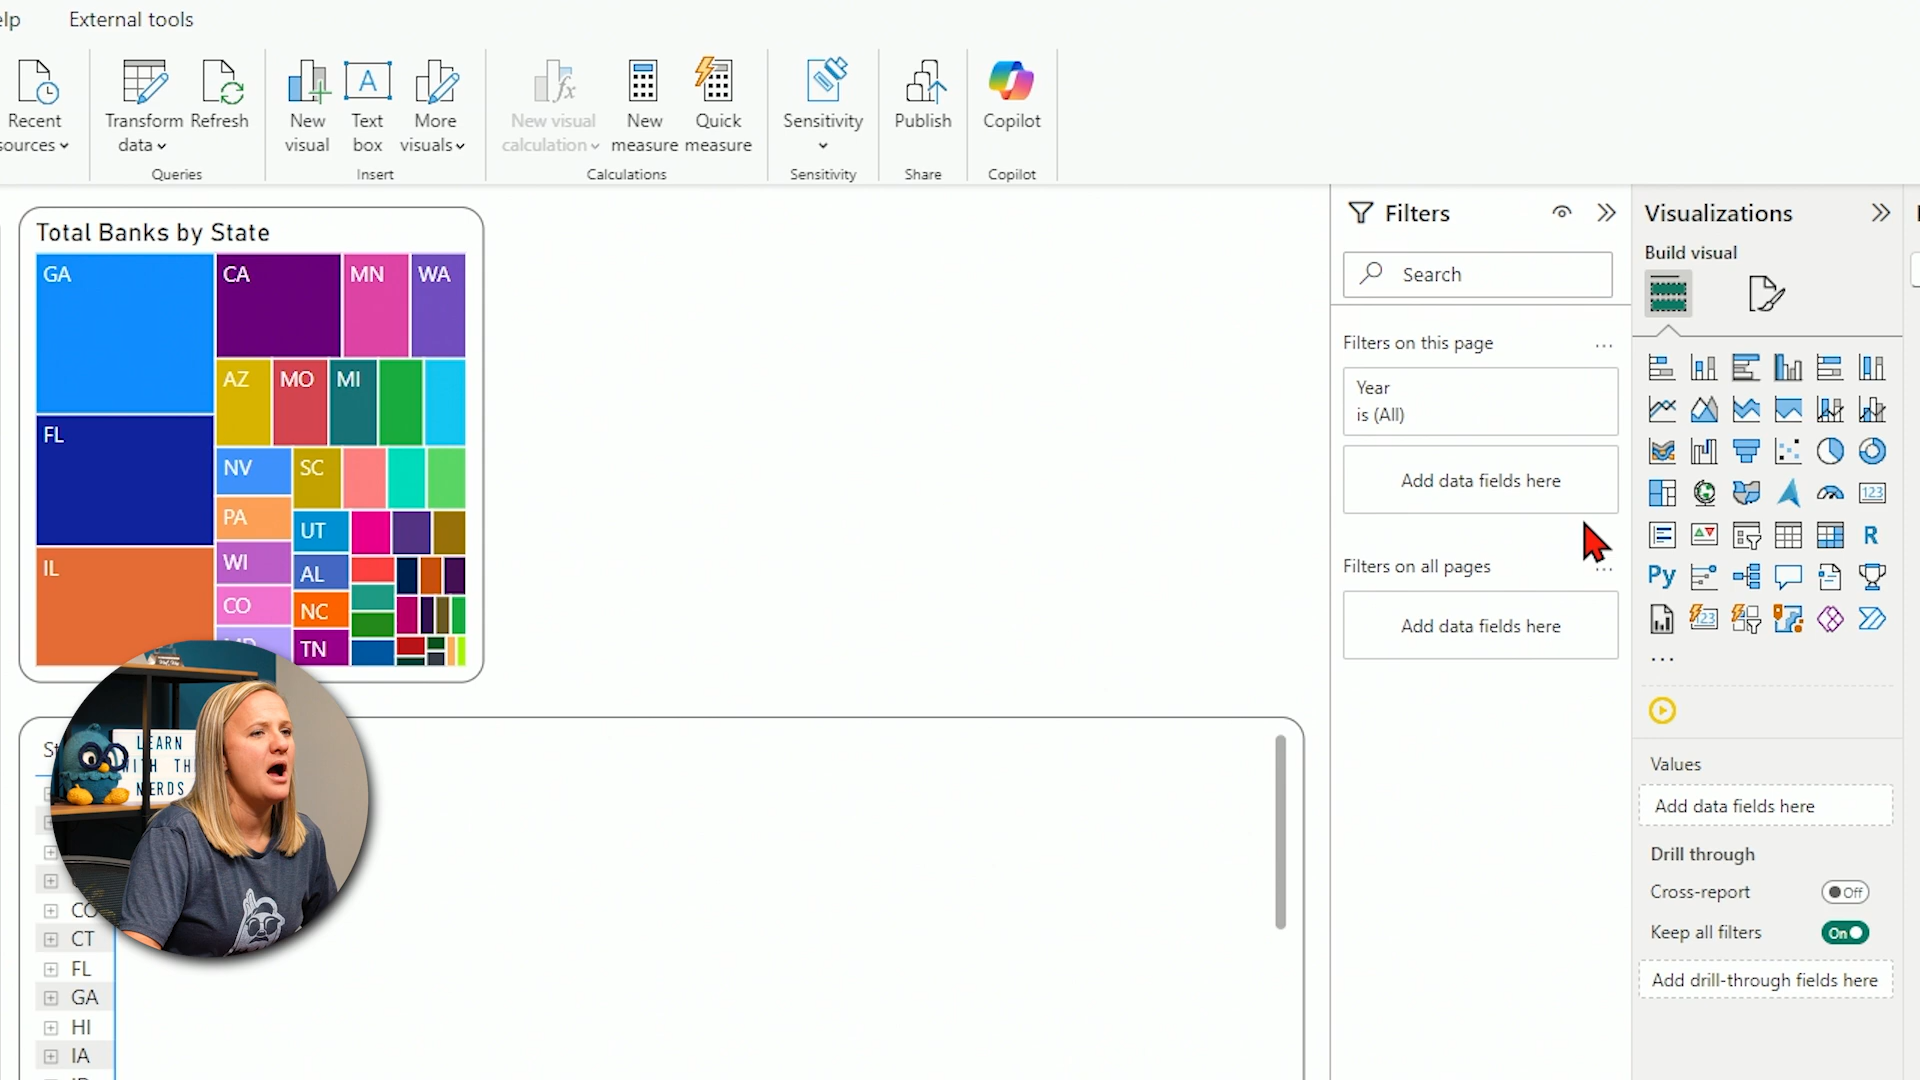 elp
External tools
Recent
sources
Transform
data
Refresh
Queries
New
visual
Text
box
More
visuals
Insert
New visual
calculation
New
measure
Quick
measure
Calculations
Sensitivity
Sensitivity
Publish
Share
Copilot
Copilot
Total Banks by State
GA
CA
MN
WA
AZ
MO
MI
FL
NV
SC
PA
UT
WI
IL
AL
CO
NC
TN
St
CO
CT
FL
GA
HI
IA
LEARN
WITH THE
NERDS
Filters
Search
Filters on this page
...
Year
is (All)
Add data fields here
Filters on all pages
...
Add data fields here
Visualizations
Build visual
123
R
Py
123
...
Values
Add data fields here
Drill through
Cross-report
Off
Keep all filters
On
Add drill-through fields here